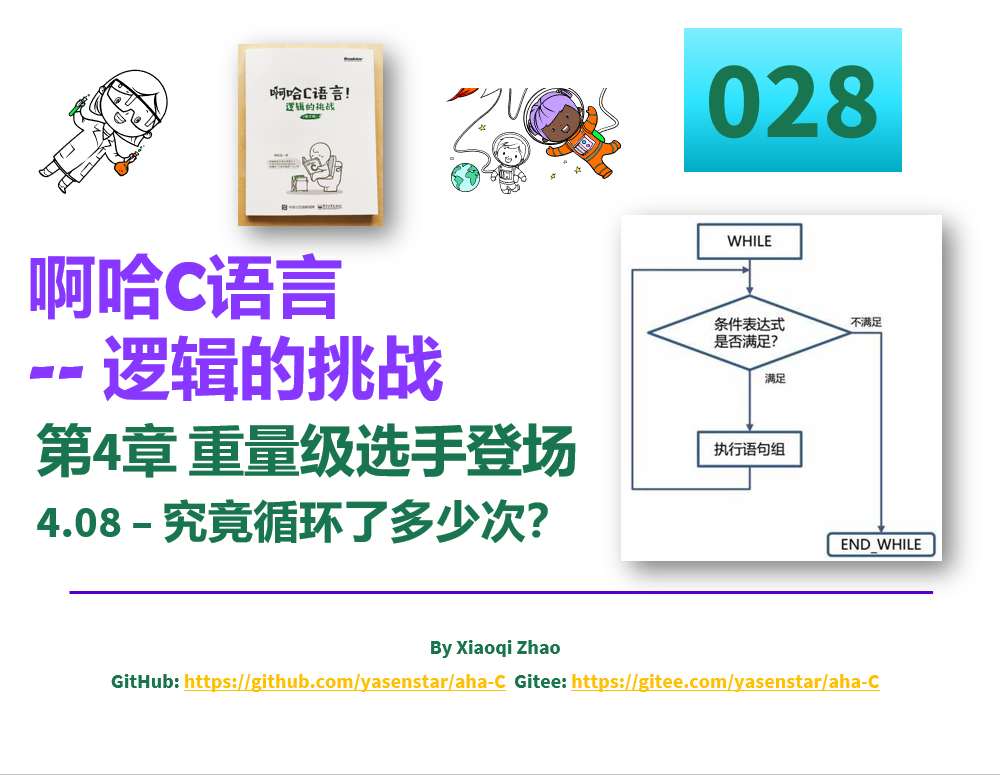 啊哈C语言!
逻辑的挑战
028
啊哈C语言
-- 逻辑的挑战
第4章 重量级选手登场
4.08 – 究竟循环了多少次？
WHILE
条件表达式
是否满足?
不满足
满足
执行语句组
END_WHILE
By Xiaoqi Zhao
GitHub: https://github.com/yasenstar/aha-C Gitee: https://gitee.com/yasenstar/aha-C